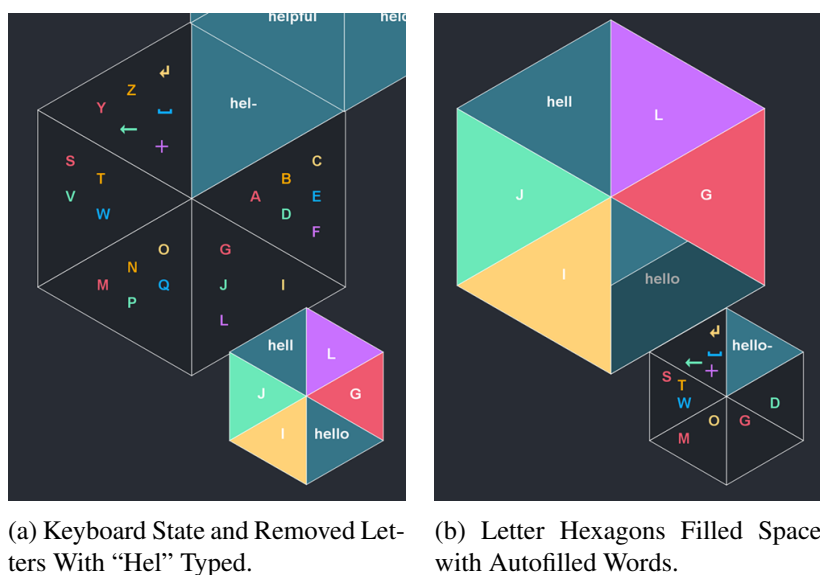 helpful
hel-
Z
Y
S
T
V
W
C
B
A
E
D
F
O
N
M
Q
P
G
J
I
L
hell
L
J
G
I
hello
hell
L
J
G
I
hello
hello-
S
T
W
D
O
G
M
(a) Keyboard State and Removed Let-
ters With “Hel” Typed.
(b) Letter Hexagons Filled Space
with Autofilled Words.